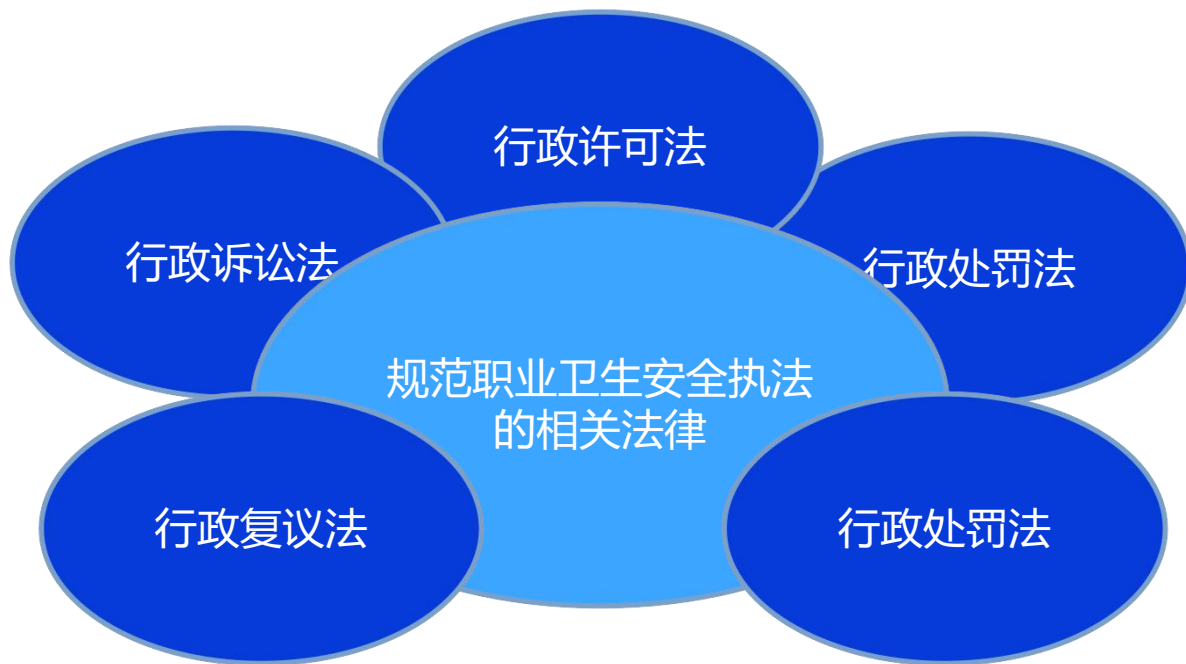 行政许可法
行政诉讼法
行政处罚法
规范职业卫生安全执法
的相关法律
行政复议法
行政处罚法